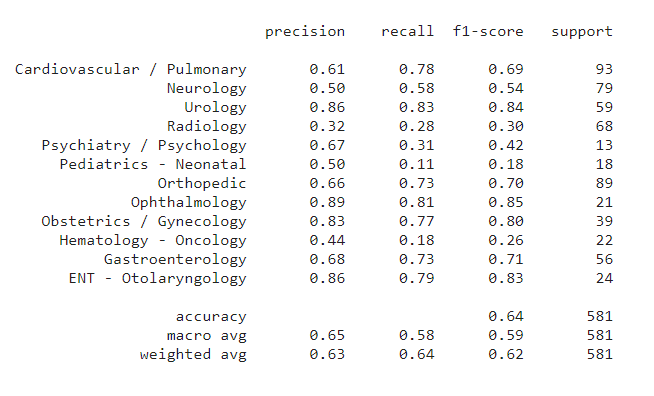 precision recall f1-score support
Cardiovascular / Pulmonary 0.61 0.78 0.69 93
Neurology 0.50 0.58 0.54 79
Urology 0.86 0.83 0.84 59
Radiology 0.32 0.28 0.30 68
Psychiatry / Psychology 0.67 0.31 0.42 13
Pediatrics - Neonatal 0.50 0.11 0.18 18
Orthopedic 0.66 0.73 0.70 89
Ophthalmology 0.89 0.81 0.85 21
Obstetrics / Gynecology 0.83 0.77 0.80 39
Hematology - Oncology 0.44 0.18 0.26 22
Gastroenterology 0.68 0.73 0.71 56
ENT - Otolaryngology 0.86 0.79 0.83 24
accuracy 0.64 581
macro avg 0.65 0.58 0.59 581
weighted avg 0.63 0.64 0.62 581